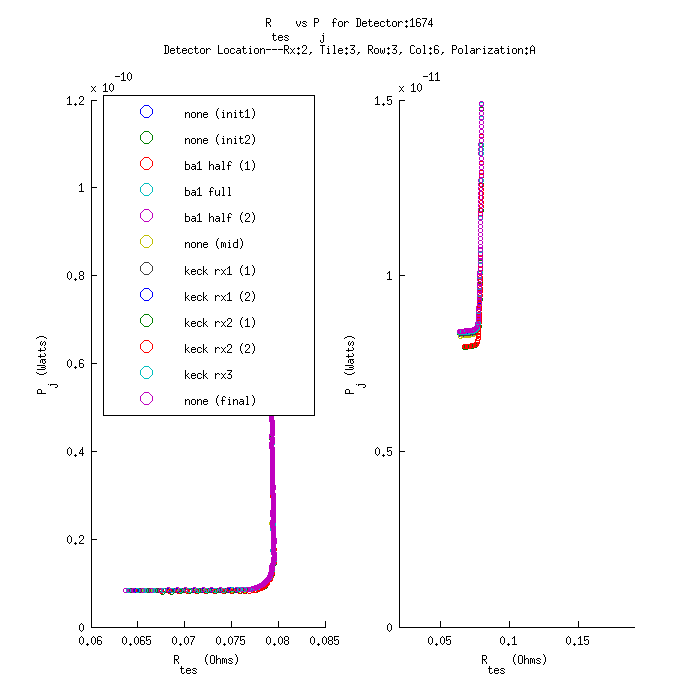 R    vs P  for Detector:1674
tes    j
Detector Location---Rx:2, Tile:3, Row:3, Col:6, Polarization:A
x 10^-10
1.2
1
0.8
0.6
0.4
0.2
0
P_j (Watts)
none (init1)
none (init2)
ba1 half (1)
ba1 full
ba1 half (2)
none (mid)
keck rx1 (1)
keck rx1 (2)
keck rx2 (1)
keck rx2 (2)
keck rx3
none (final)
0.06 0.065 0.07 0.075 0.08 0.085
R_tes (Ohms)
x 10^-11
1.5
1
0.5
0
P_j (Watts)
0.05 0.1 0.15
R_tes (Ohms)